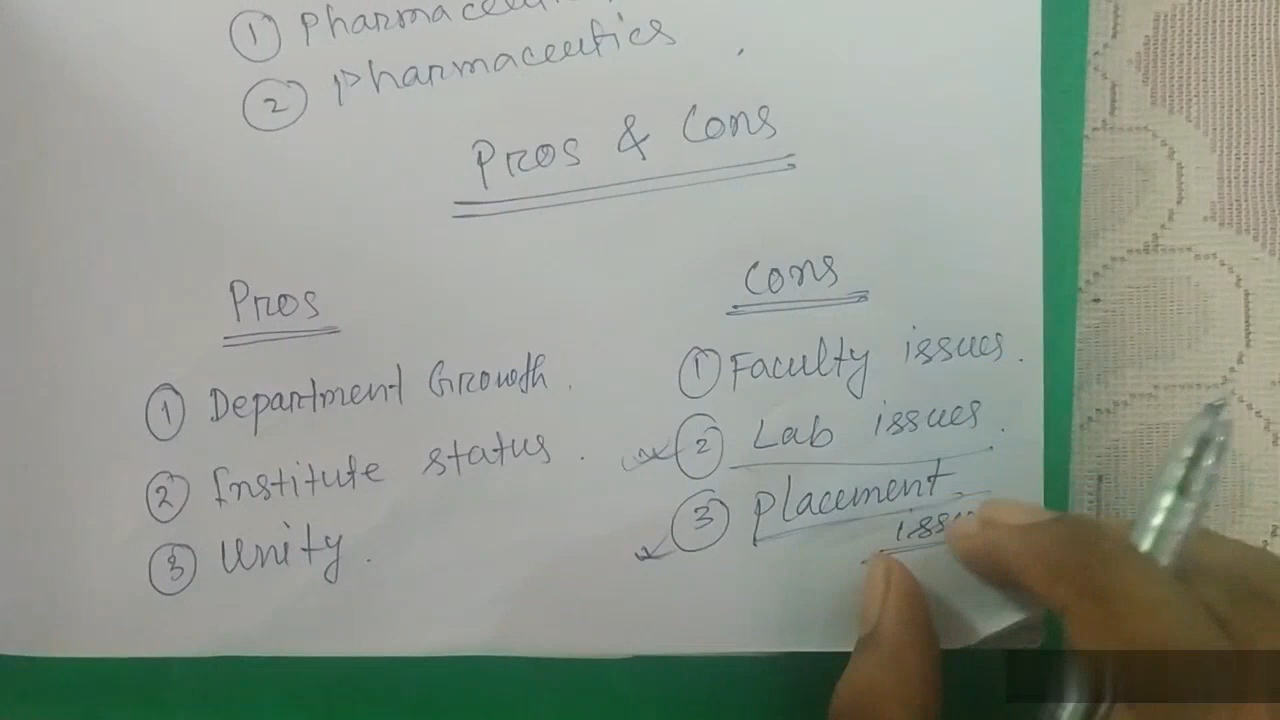 ①
② Pharmaceutics
Pros & Cons
Pros
① Department Growth.
② Institute status.
③ Unity.
Cons
① Faculty issues.
② Lab issues.
③ Placement